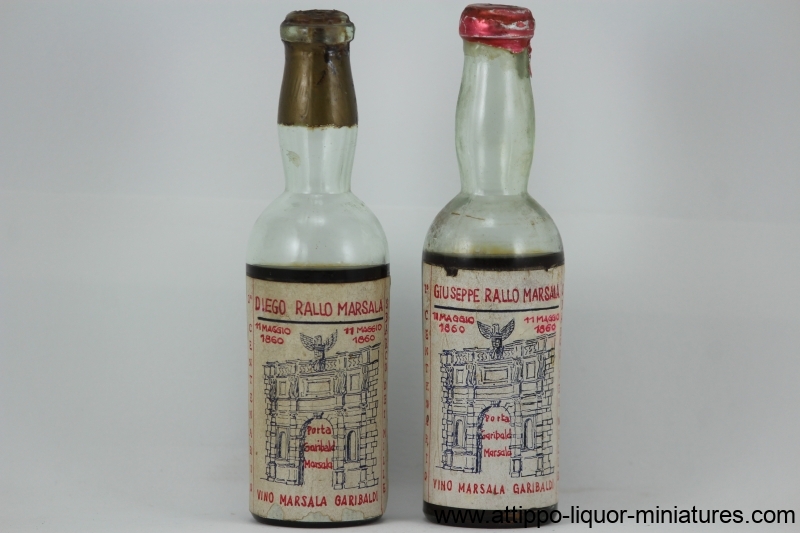 DIEGO RALLO MARSALA
11 MAGGIO 1860
11 MAGGIO 1860
Porta
Garibaldi
Marsala
VINO MARSALA GARIBALDI
GIUSEPPE RALLO MARSALA
11 MAGGIO 1860
11 MAGGIO 1860
Porta
Garibaldi
Marsala
VINO MARSALA GARIBALDI
www.attippo-liquor-miniatures.com